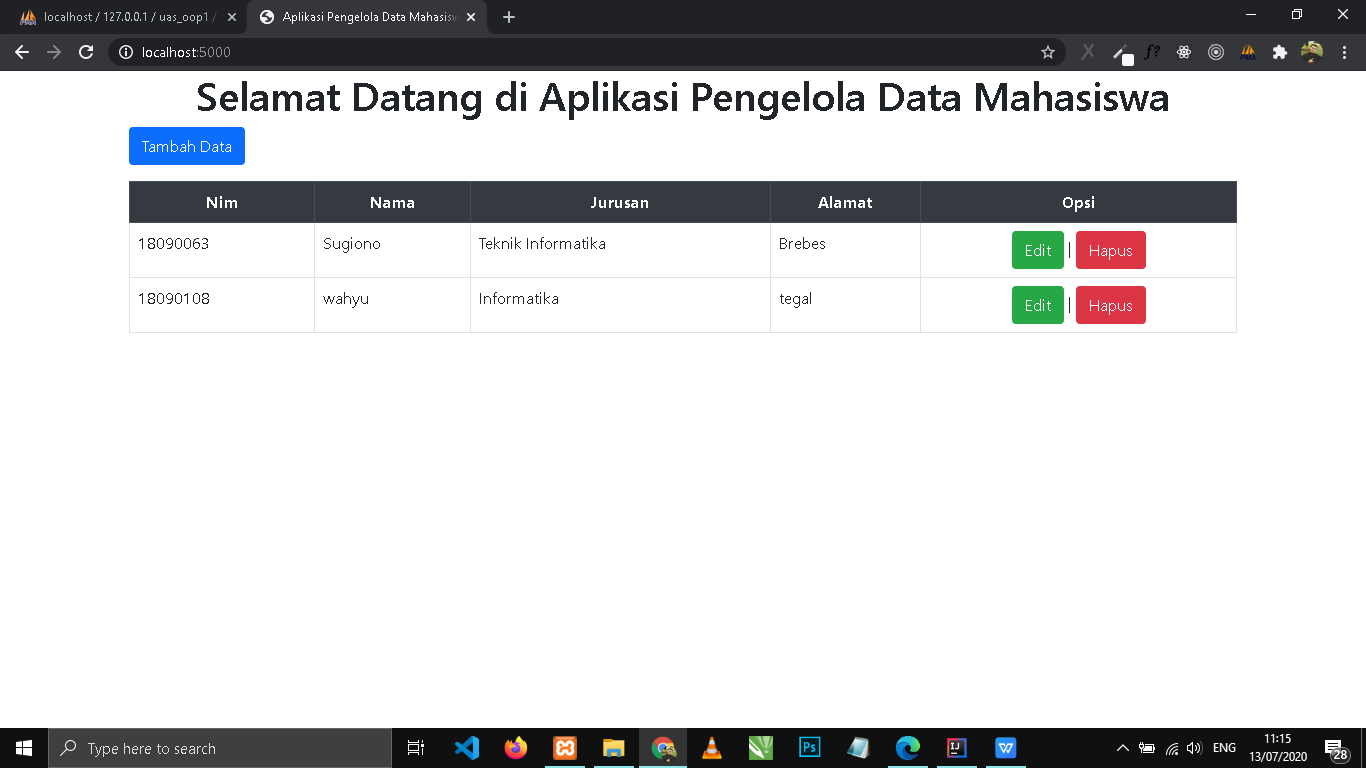 localhost / 127.0.0.1 / uas_oop1 /
Aplikasi Pengelola Data Mahasisw
localhost:5000
f?
Selamat Datang di Aplikasi Pengelola Data Mahasiswa
Tambah Data
Nim Nama Jurusan Alamat Opsi
18090063 Sugiono Teknik Informatika Brebes Edit | Hapus
18090108 wahyu Informatika tegal Edit | Hapus
Type here to search
Ps
IJ
W
ENG
11:15
13/07/2020
28